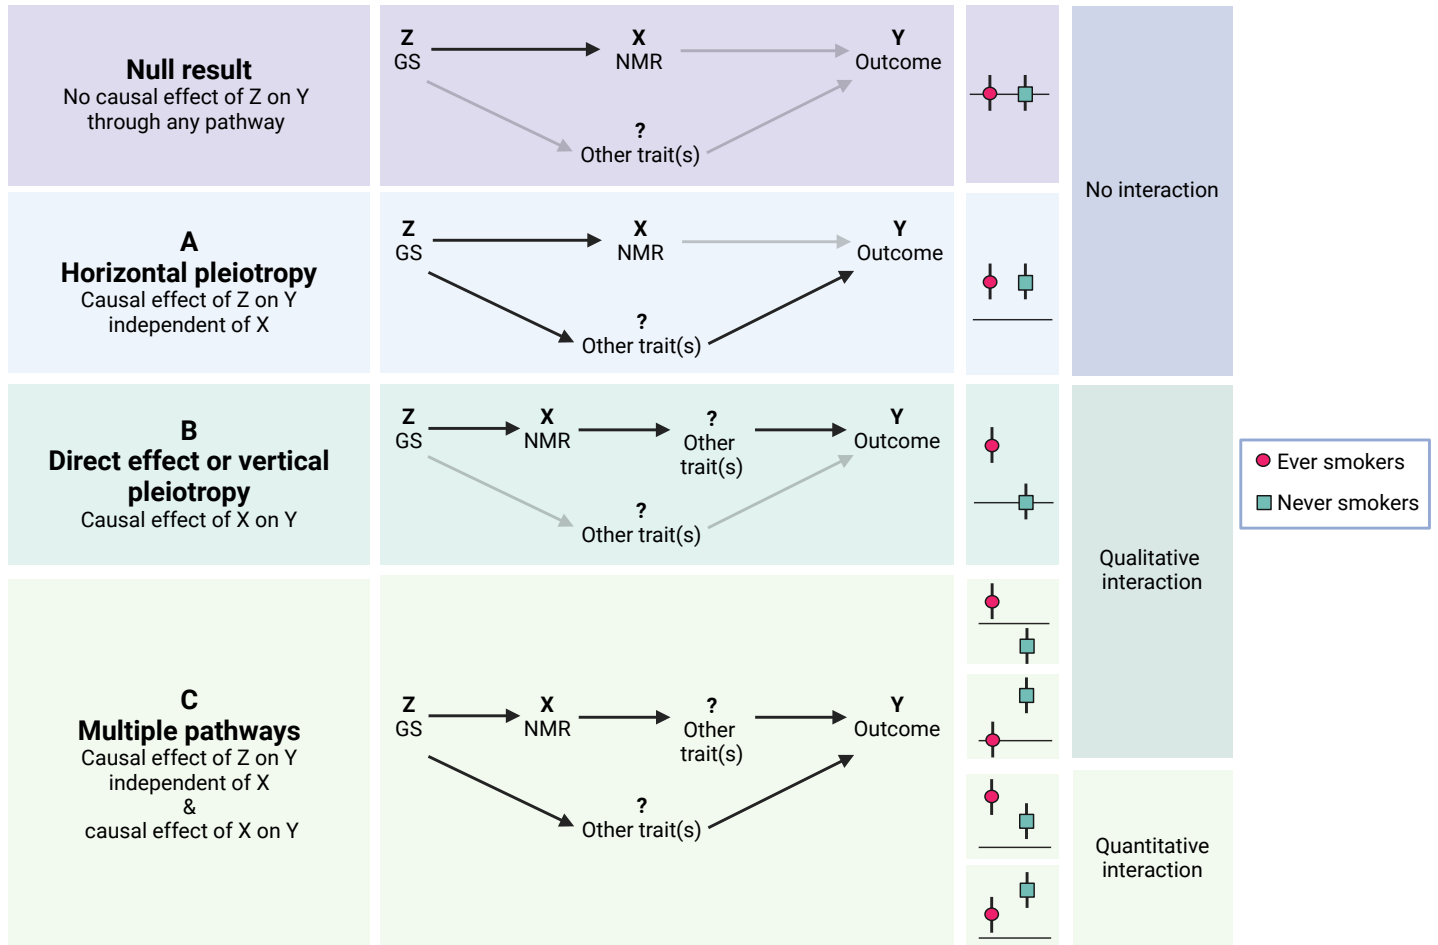 Null result
No causal effect of Z on Y
through any pathway
Z
GS
X
NMR
Y
Outcome
?
Other trait(s)
No interaction
A
Horizontal pleiotropy
Causal effect of Z on Y
independent of X
Z
GS
X
NMR
Y
Outcome
?
Other trait(s)
B
Direct effect or vertical
pleiotropy
Causal effect of X on Y
Z
GS
X
NMR
?
Other
trait(s)
Y
Outcome
?
Other trait(s)
Qualitative
interaction
Ever smokers
Never smokers
C
Multiple pathways
Causal effect of Z on Y
independent of X
&
causal effect of X on Y
Z
GS
X
NMR
?
Other
trait(s)
Y
Outcome
?
Other trait(s)
Quantitative
interaction